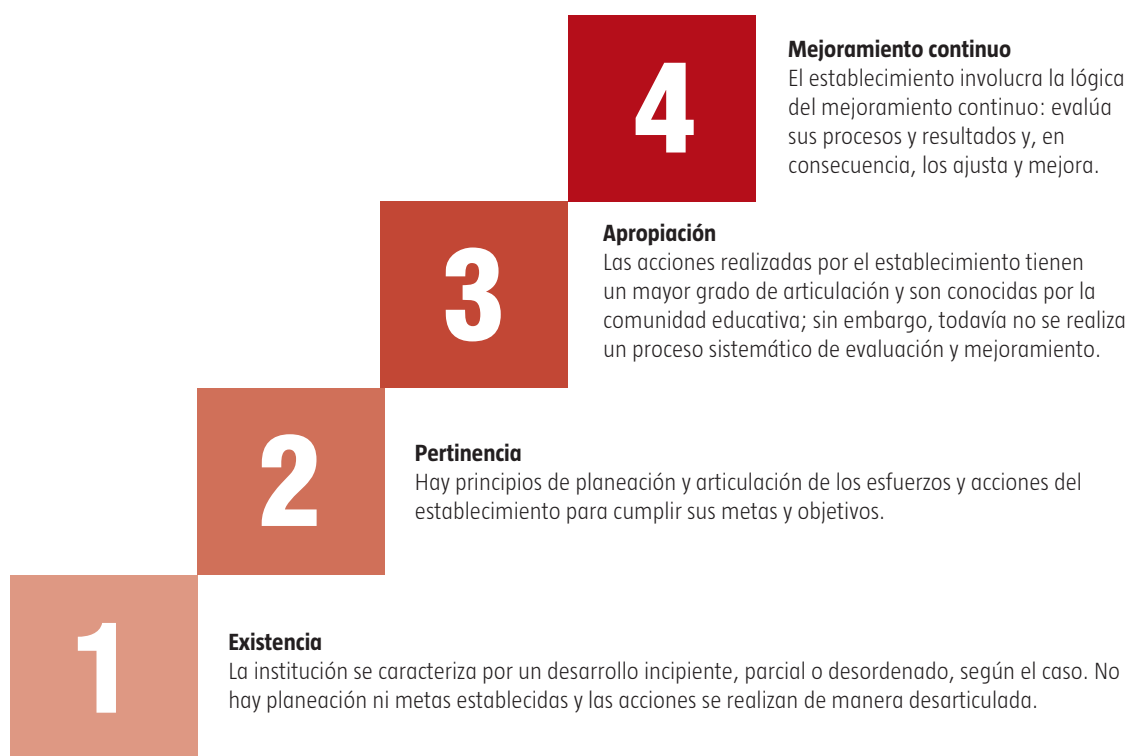 4
Mejoramiento continuo
El establecimiento involucra la lógica
del mejoramiento continuo: evalúa
sus procesos y resultados y, en
consecuencia, los ajusta y mejora.
3
Apropiación
Las acciones realizadas por el establecimiento tienen
un mayor grado de articulación y son conocidas por la
comunidad educativa; sin embargo, todavía no se realiza
un proceso sistemático de evaluación y mejoramiento.
2
Pertinencia
Hay principios de planeación y articulación de los esfuerzos y acciones del
establecimiento para cumplir sus metas y objetivos.
1
Existencia
La institución se caracteriza por un desarrollo incipiente, parcial o desordenado, según el caso. No
hay planeación ni metas establecidas y las acciones se realizan de manera desarticulada.